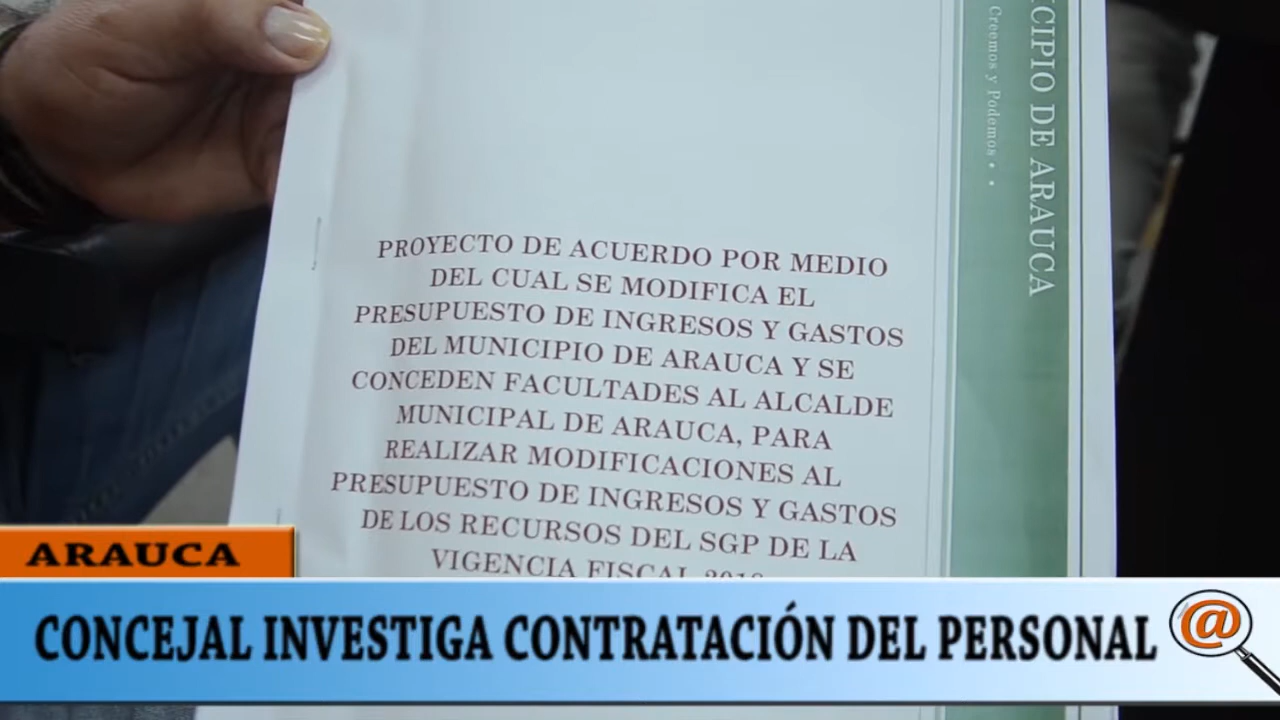 CIPIO DE ARAUCA
Creemos y Podemos • •
PROYECTO DE ACUERDO POR MEDIO
DEL CUAL SE MODIFICA EL
PRESUPUESTO DE INGRESOS Y GASTOS
DEL MUNICIPIO DE ARAUCA Y SE
CONCEDEN FACULTADES AL ALCALDE
MUNICIPAL DE ARAUCA, PARA
REALIZAR MODIFICACIONES AL
PRESUPUESTO DE INGRESOS Y GASTOS
DE LOS RECURSOS DEL SGP DE LA
VIGENCIA FISCAL
ARAUCA
CONCEJAL INVESTIGA CONTRATACIÓN DEL PERSONAL
@